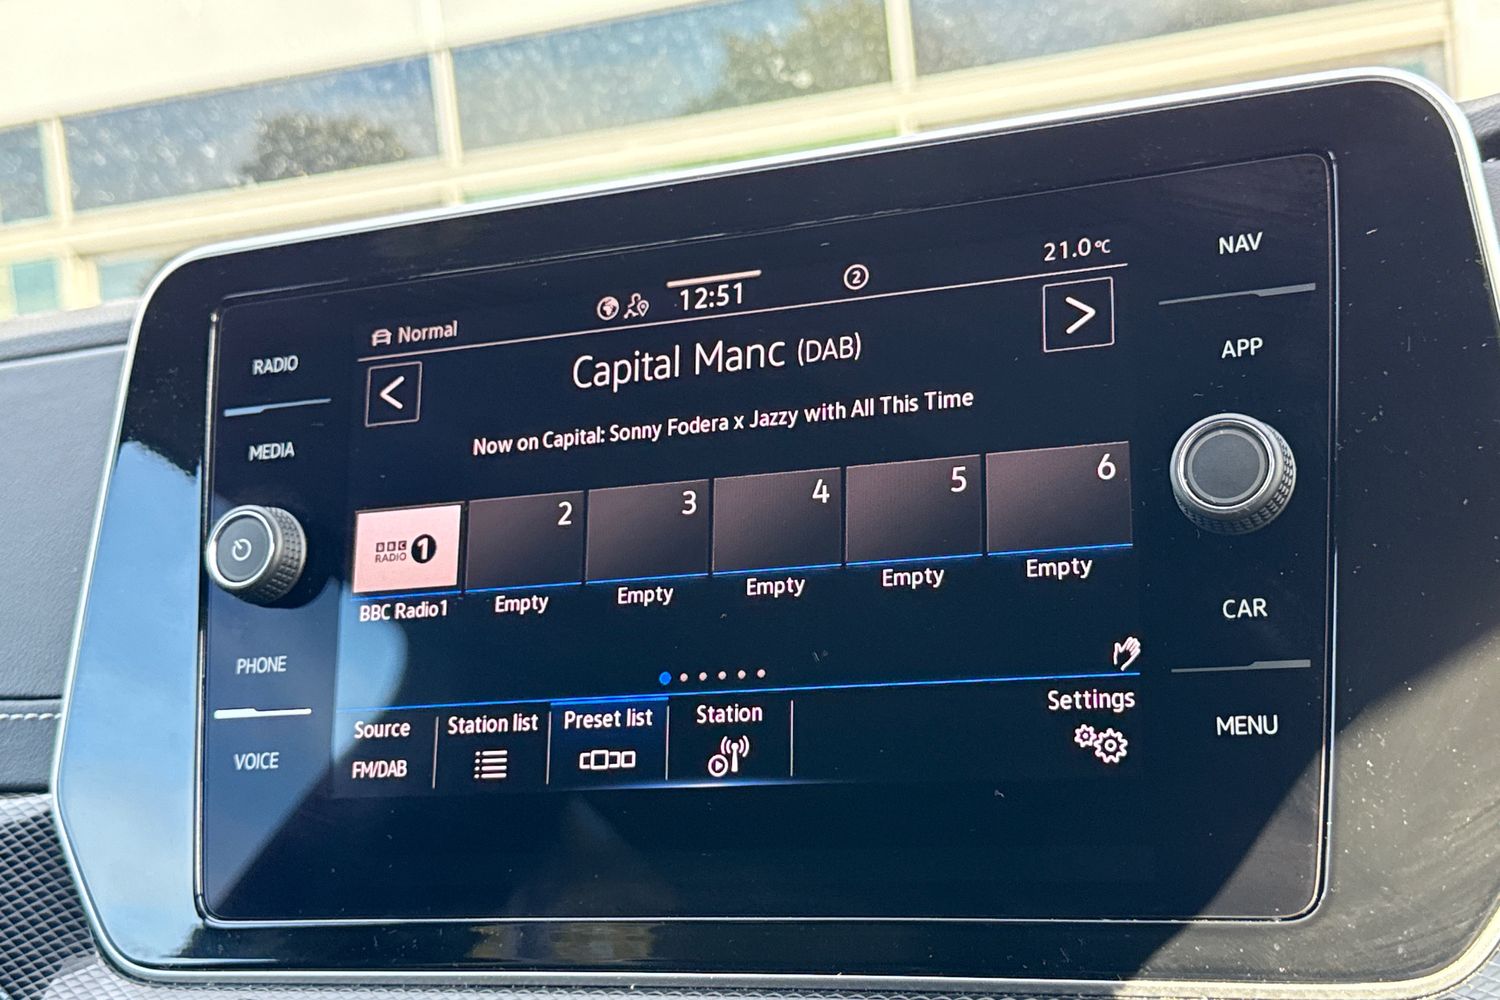 21.0°C
2
12:51
Normal
Capital Manc (DAB)
Now on Capital: Sonny Fodera x Jazzy with All This Time
RADIO
MEDIA
PHONE
VOICE
NAV
APP
CAR
MENU
BBC
RADIO 1
2
3
4
5
6
BBC Radio1
Empty
Empty
Empty
Empty
Empty
Source
FM/DAB
Station list
Preset list
Station
Settings